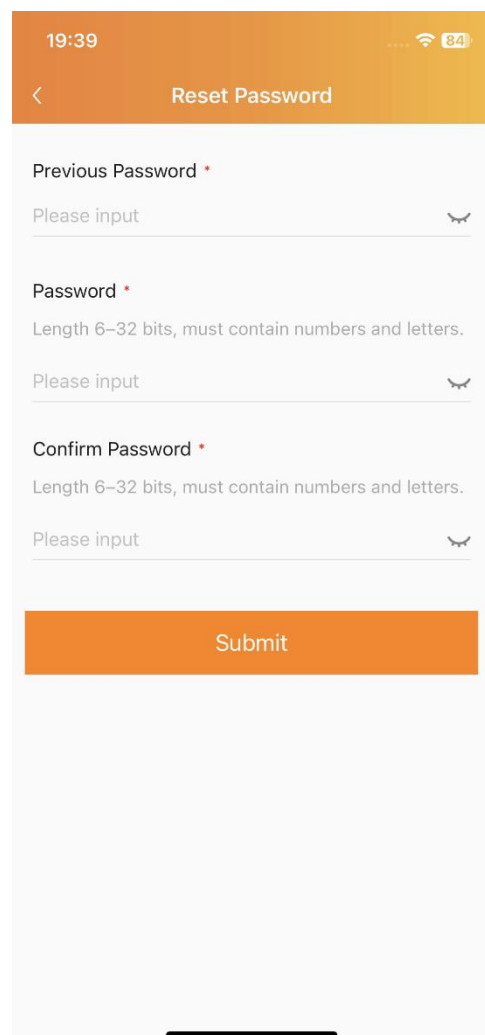 19:39
84
Reset Password
Previous Password *
Please input
Password *
Length 6–32 bits, must contain numbers and letters.
Please input
Confirm Password *
Length 6–32 bits, must contain numbers and letters.
Please input
Submit